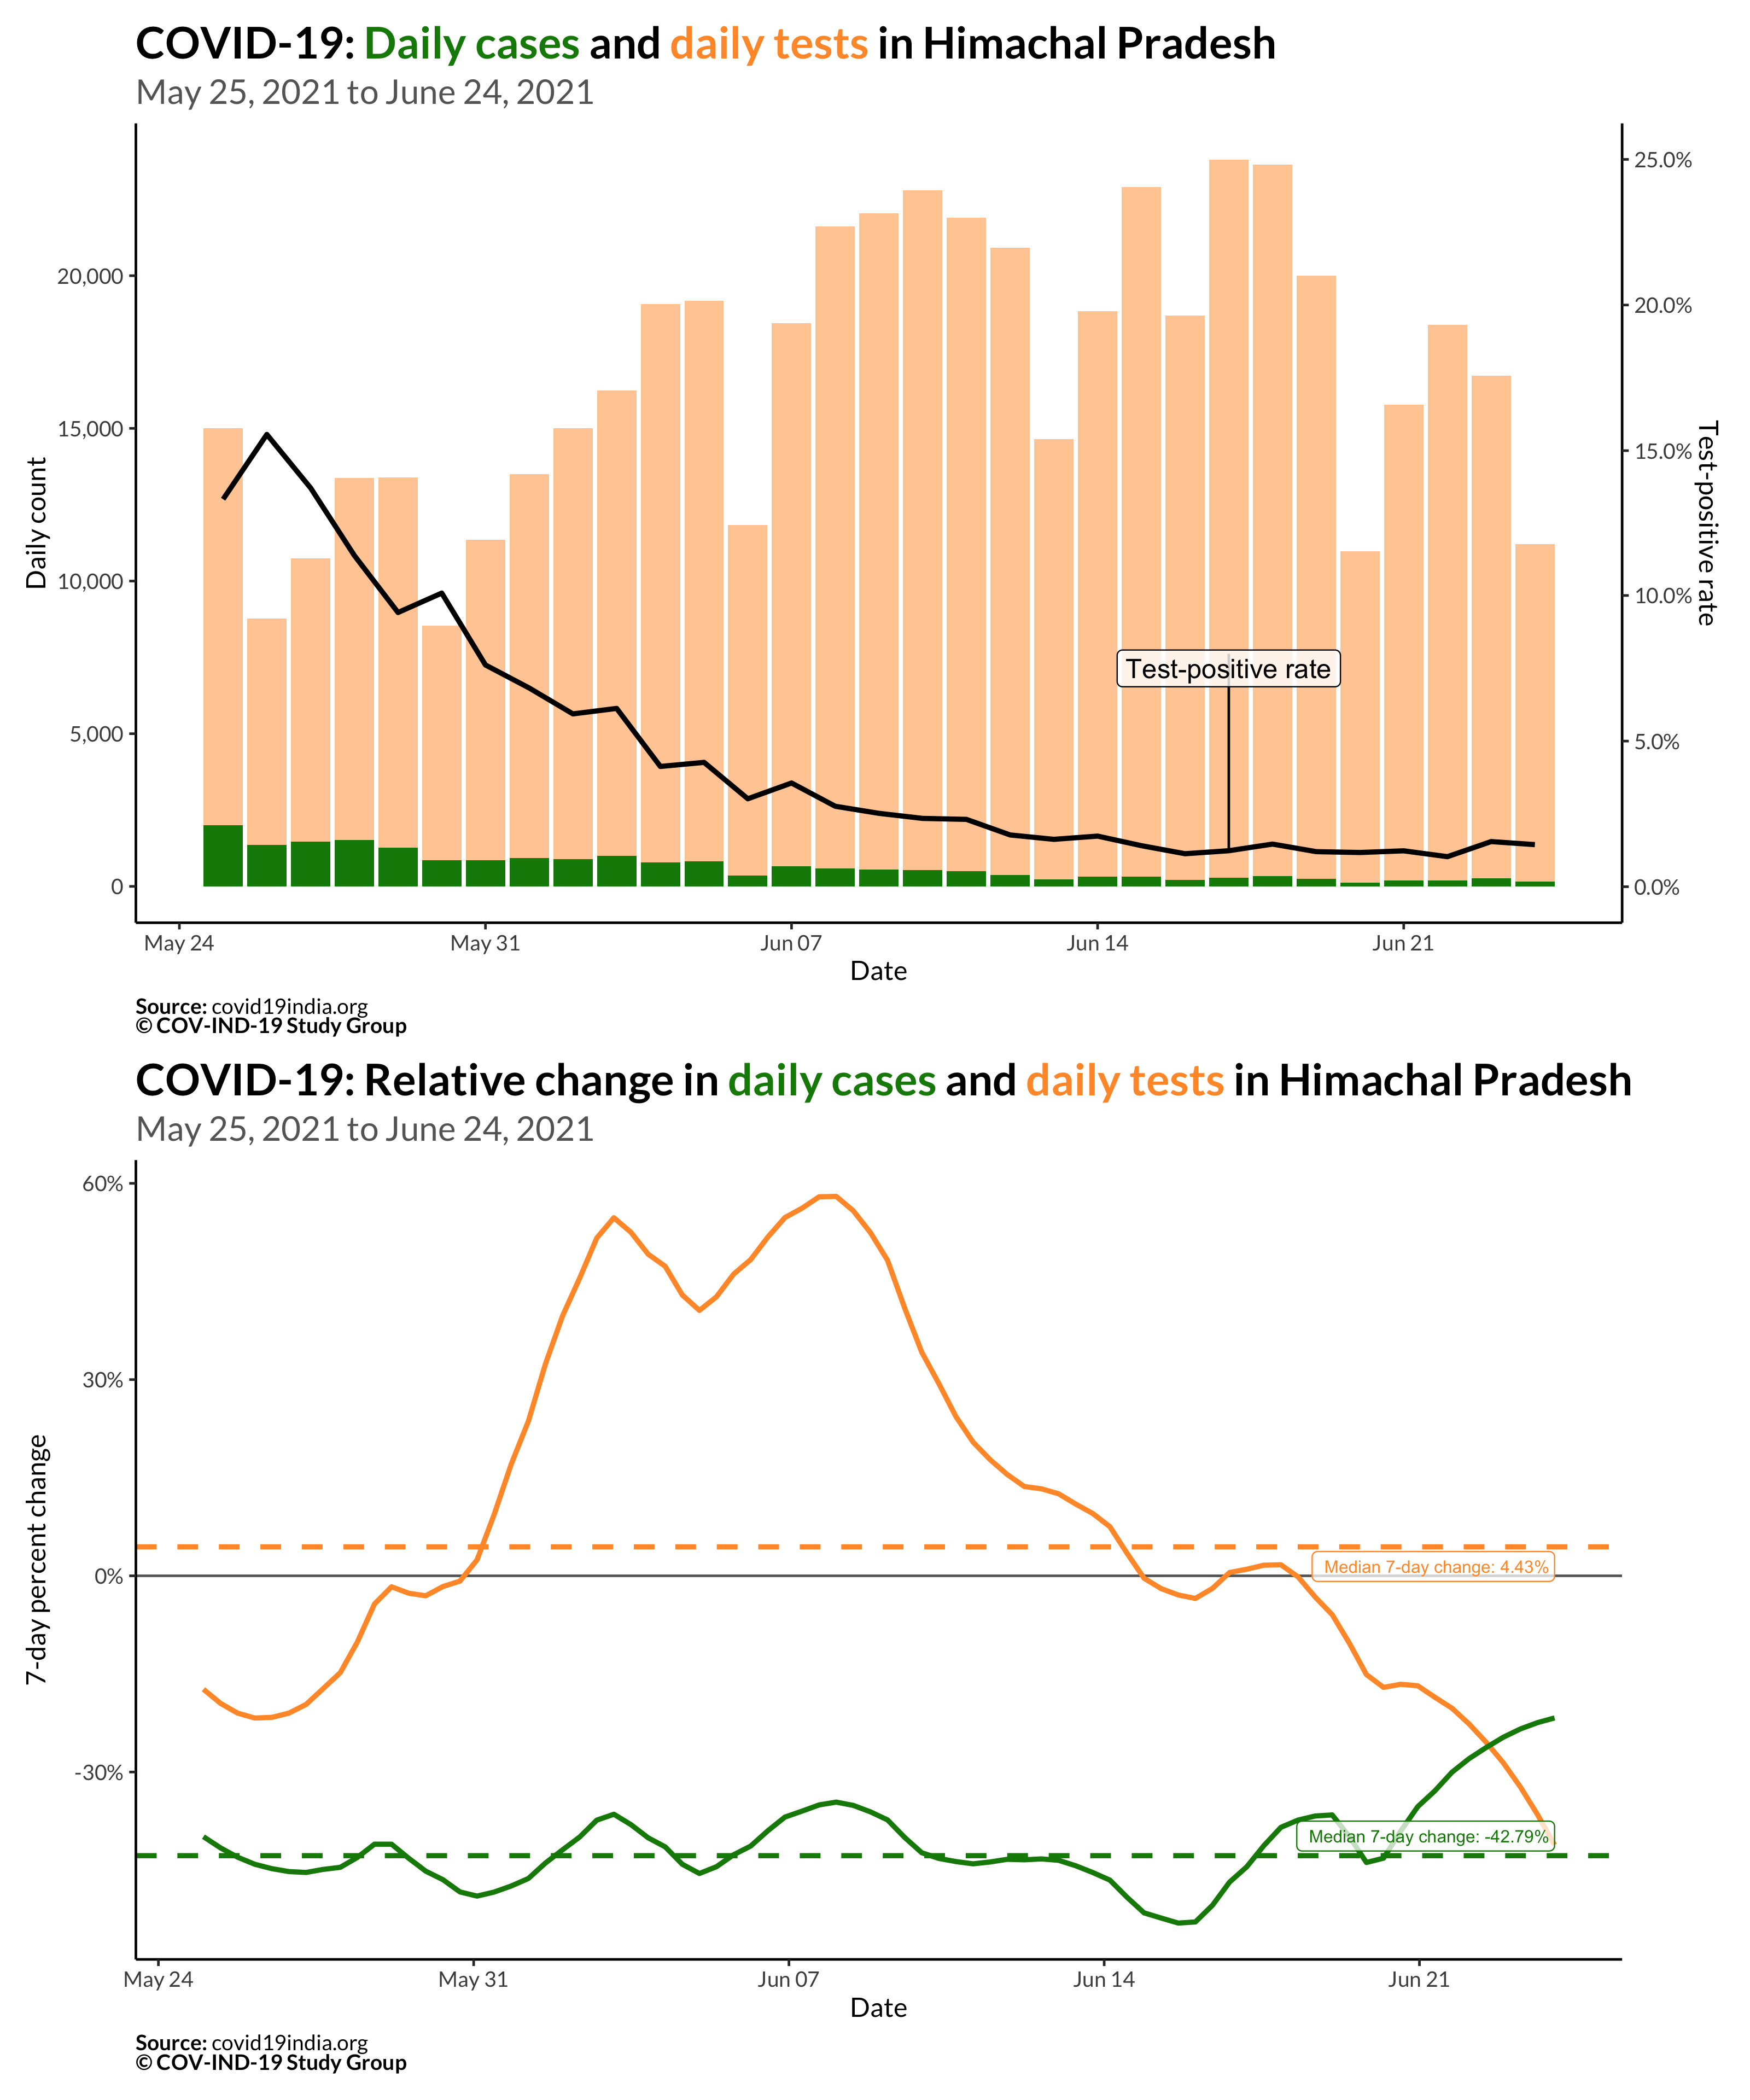 COVID-19: Daily cases and daily tests in Himachal Pradesh
May 25, 2021 to June 24, 2021
25.0%
20,000
20.0%
15,000
15.0%
Daily count
Test-positive rate
10,000
10.0%
Test-positive rate
5,000
5.0%
0
0.0%
May 24
May 31
Jun 07
Jun 14
Jun 21
Date
Source: covid19india.org
© COV-IND-19 Study Group
COVID-19: Relative change in daily cases and daily tests in Himachal Pradesh
May 25, 2021 to June 24, 2021
60%
30%
7-day percent change
0%
Median 7-day change: 4.43%
-30%
Median 7-day change: -42.79%
May 24
May 31
Jun 07
Jun 14
Jun 21
Date
Source: covid19india.org
© COV-IND-19 Study Group